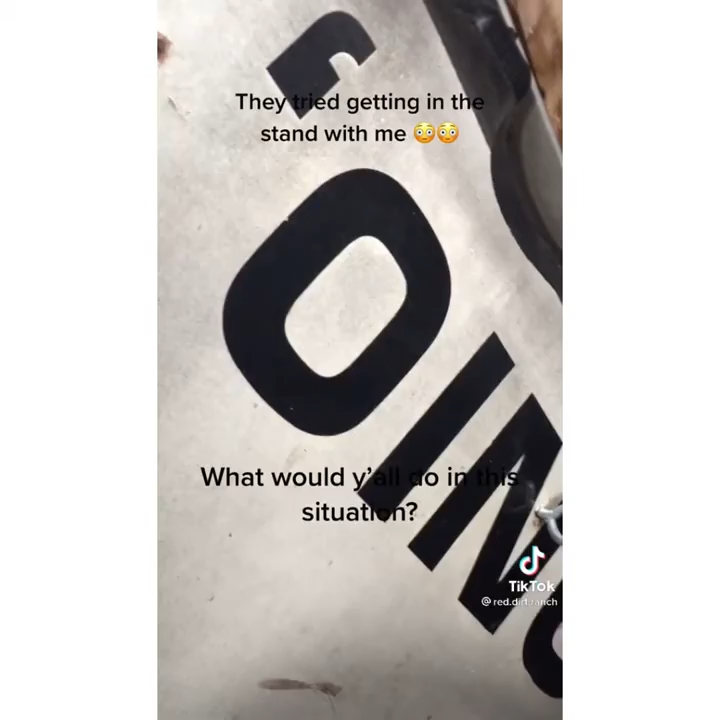 They tried getting in the
stand with me 😳😳
What would y'all do in this
situation?
TikTok
@red.dirt.ranch